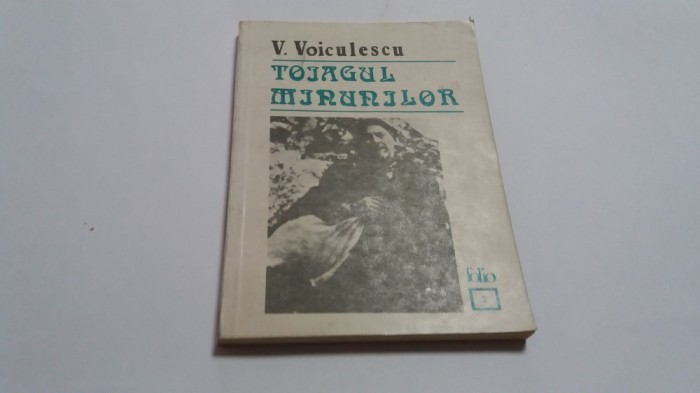 V. Voiculescu
TOIAGUL
MINUNILOR
folio